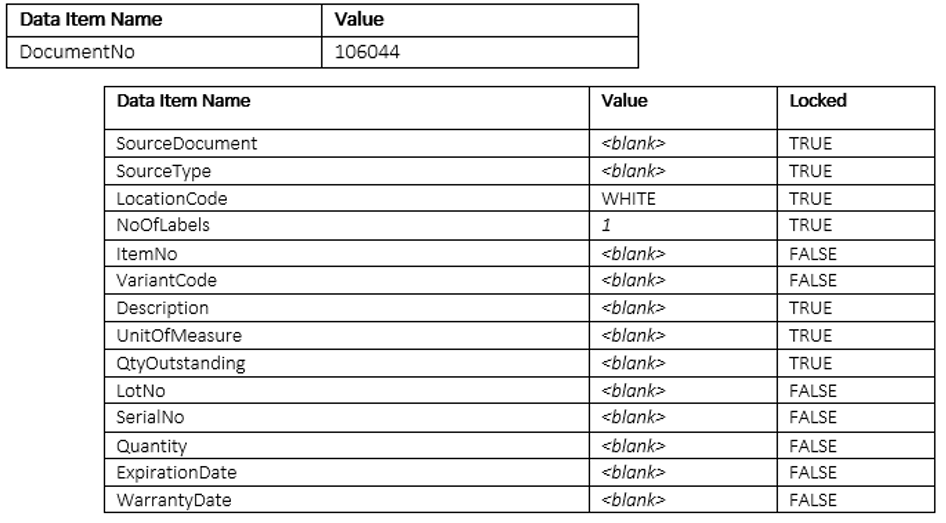 Data Item Name Value
DocumentNo 106044
Data Item Name Value Locked
SourceDocument <blank> TRUE
SourceType <blank> TRUE
LocationCode WHITE TRUE
NoOfLabels 1 TRUE
ItemNo <blank> FALSE
VariantCode <blank> FALSE
Description <blank> TRUE
UnitOfMeasure <blank> TRUE
QtyOutstanding <blank> TRUE
LotNo <blank> FALSE
SerialNo <blank> FALSE
Quantity <blank> FALSE
ExpirationDate <blank> FALSE
WarrantyDate <blank> FALSE